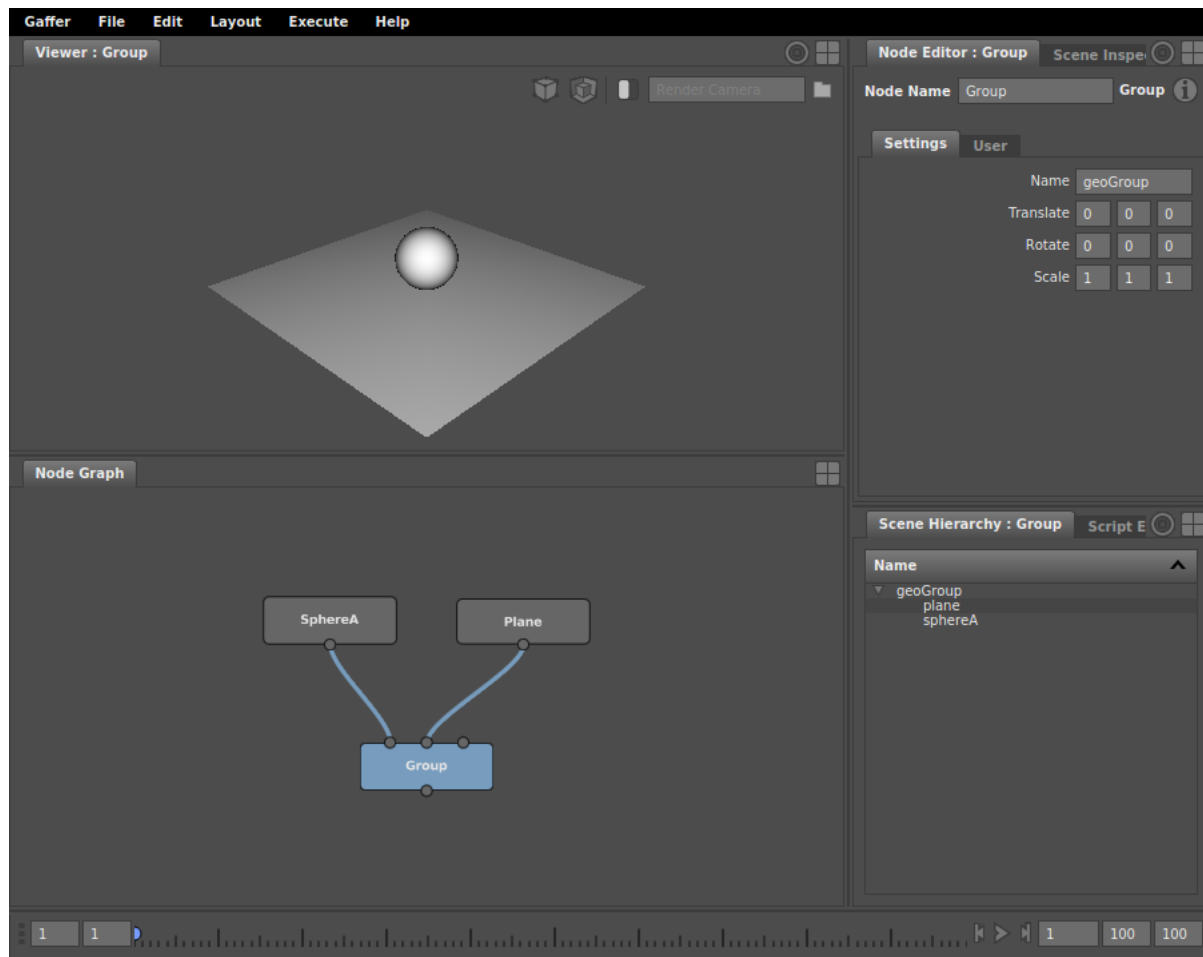 Gaffer File Edit Layout Execute Help
Viewer : Group
Render Camera
Node Editor : Group Scene Inspe
Node Name Group Group
Settings User
Name geoGroup
Translate 0 0 0
Rotate 0 0 0
Scale 1 1 1
Node Graph
SphereA Plane
Group
Scene Hierarchy : Group Script E
Name
geoGroup
plane
sphereA
1 1 1 100 100